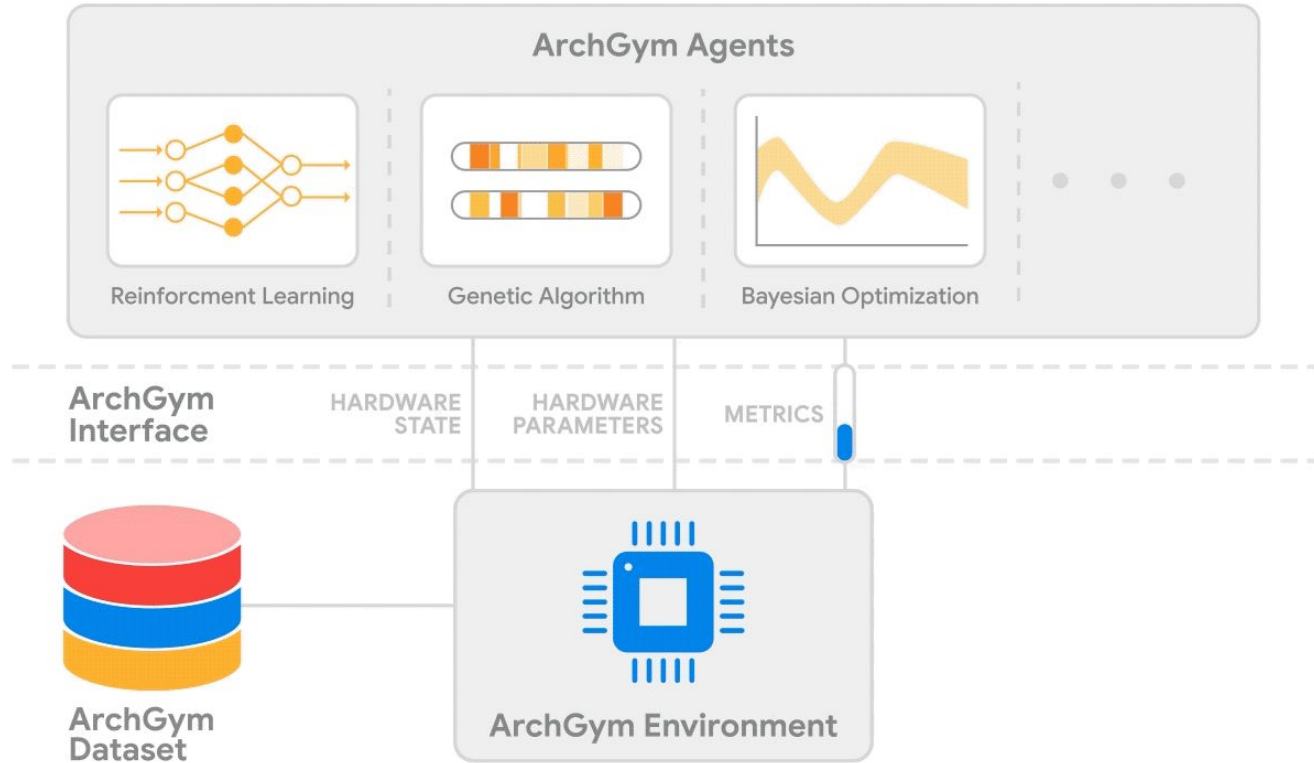 ArchGym Agents
Reinforcment Learning
Genetic Algorithm
Bayesian Optimization
ArchGym
Interface
HARDWARE
STATE
HARDWARE
PARAMETERS
METRICS
ArchGym
Dataset
ArchGym Environment